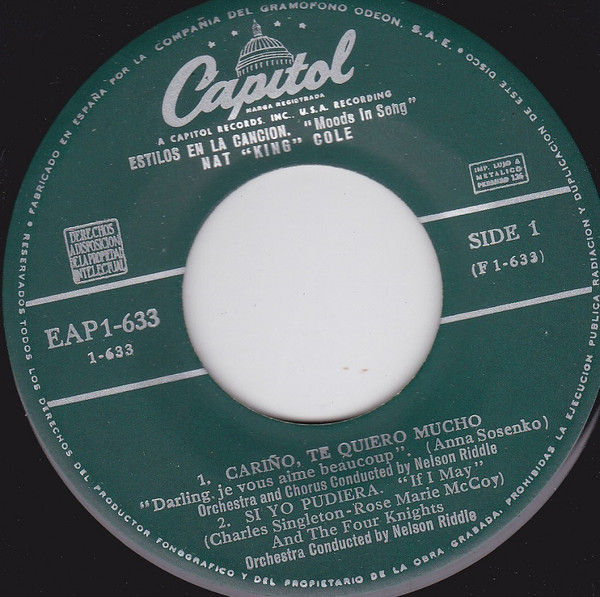 FABRICADO EN ESPAÑA POR LA COMPAÑIA DEL GRAMOFONO ODEON, S.A.E.
RESERVADOS TODOS LOS DERECHOS DEL PRODUCTOR FONOGRAFICO Y DEL PROPIETARIO DE LA OBRA GRABADA. PROHIBIDAS LA EJECUCION PUBLICA RADIACION Y DUPLICACION DE ESTE DISCO
Capitol
MARCA REGISTRADA
A CAPITOL RECORDS, INC., U.S.A. RECORDING
ESTILOS EN LA CANCION. "Moods in Song"
NAT "KING" COLE
IMP. LUJO A
METALICO
PERMISO 136
DERECHOS
A DISPOSICION
DE LA PROPIEDAD
INTELECTUAL
SIDE 1
(F 1-633)
EAP1-633
1-633
1. CARIÑO, TE QUIERO MUCHO
"Darling, je vous aime beaucoup". (Anna Sosenko)
Orchestra and Chorus Conducted by Nelson Riddle
2. SI YO PUDIERA. "If I May"
(Charles Singleton-Rose Marie McCoy)
And The Four Knights
Orchestra Conducted by Nelson Riddle